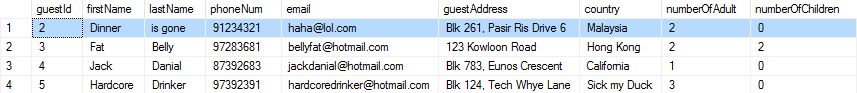 guestId firstName lastName phoneNum email guestAddress country numberOfAdult numberOfChildren
1 2 Dinner is gone 91234321 haha@lol.com Blk 261, Pasir Ris Drive 6 Malaysia 2 0
2 3 Fat Belly 97283681 bellyfat@hotmail.com 123 Kowloon Road Hong Kong 2 2
3 4 Jack Danial 87392683 jackdanial@hotmail.com Blk 783, Eunos Crescent California 1 0
4 5 Hardcore Drinker 97392391 hardcoredrinker@hotmail.com Blk 124, Tech Whye Lane Sick my Duck 3 0